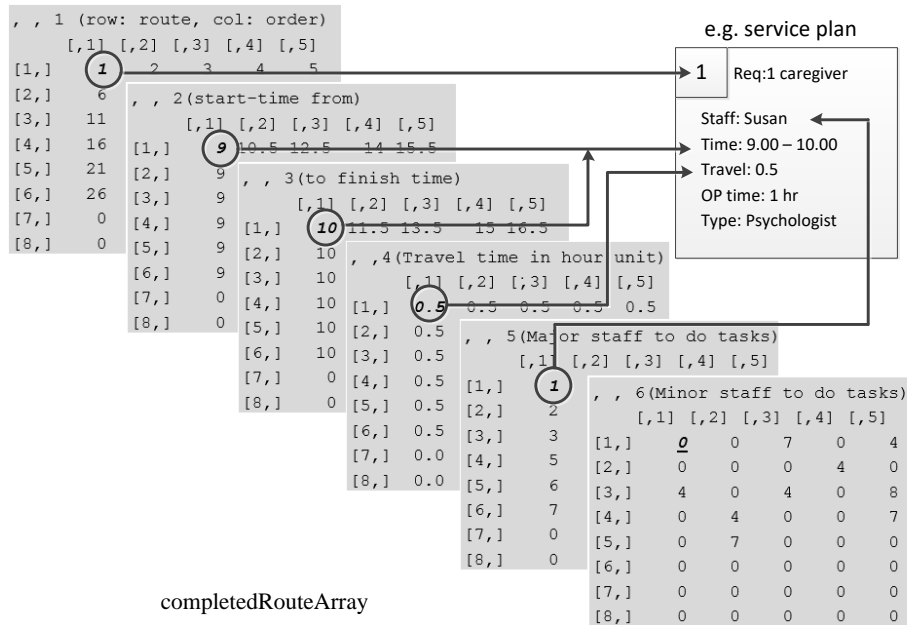 , , 1 (row: route, col: order)
[,1] [,2] [,3] [,4] [,5]
[1,] 1 2 3 4 5
[2,] 6
[3,] 11
[4,] 16
[5,] 21
[6,] 26
[7,] 0
[8,] 0
, , 2(start-time from)
[,1] [,2] [,3] [,4] [,5]
[1,] 9 10.5 12.5 14 15.5
[2,] 9
[3,] 9
[4,] 9
[5,] 9
[6,] 9
[7,] 0
[8,] 0
, , 3(to finish time)
[,1] [,2] [,3] [,4] [,5]
[1,] 10 11.5 13.5 15 16.5
[2,] 10
[3,] 10
[4,] 10
[5,] 10
[6,] 10
[7,] 0
[8,] 0
, ,4(Travel time in hour unit)
[,1] [,2] [,3] [,4] [,5]
[1,] 0.5 0.5 0.5 0.5 0.5
[2,] 0.5
[3,] 0.5
[4,] 0.5
[5,] 0.5
[6,] 0.5
[7,] 0.0
[8,] 0.0
, , 5(Major staff to do tasks)
[,1] [,2] [,3] [,4] [,5]
[1,] 1
[2,] 2
[3,] 3
[4,] 5
[5,] 6
[6,] 7
[7,] 0
[8,] 0
, , 6(Minor staff to do tasks)
[,1] [,2] [,3] [,4] [,5]
[1,] 0 0 7 0 4
[2,] 0 0 0 4 0
[3,] 4 0 4 0 8
[4,] 0 4 0 0 7
[5,] 0 7 0 0 0
[6,] 0 0 0 0 0
[7,] 0 0 0 0 0
[8,] 0 0 0 0 0
e.g. service plan
1 Req:1 caregiver
Staff: Susan
Time: 9.00 – 10.00
Travel: 0.5
OP time: 1 hr
Type: Psychologist
completedRouteArray